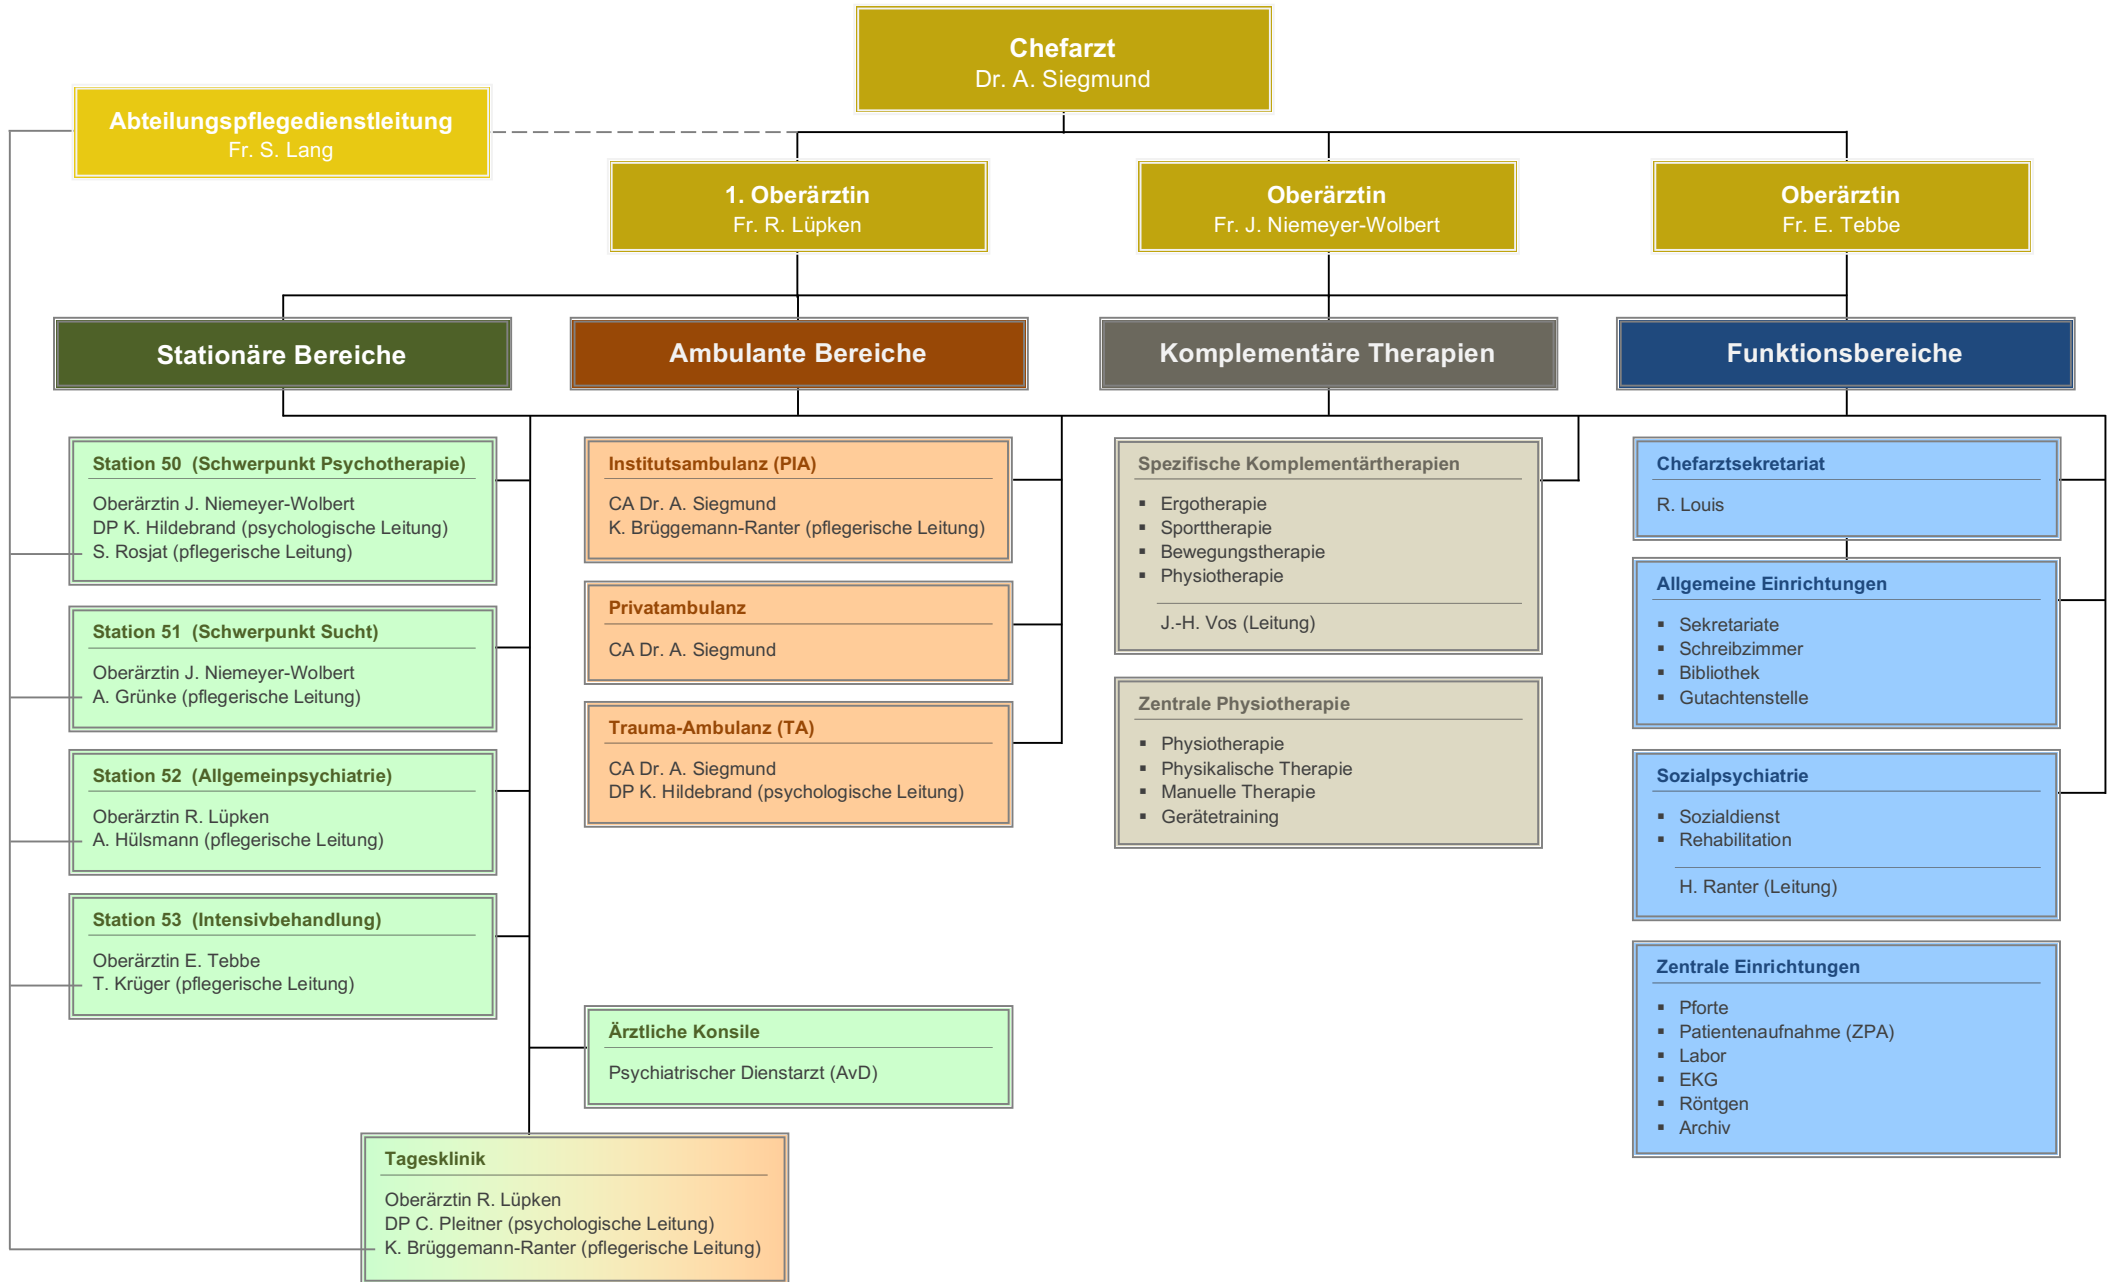 Chefarzt
Dr. A. Siegmund
Abteilungspflegedienstleitung
Fr. S. Lang
1. Oberärztin
Fr. R. Lüpken
Oberärztin
Fr. J. Niemeyer-Wolbert
Oberärztin
Fr. E. Tebbe
Stationäre Bereiche
Ambulante Bereiche
Komplementäre Therapien
Funktionsbereiche
Station 50 (Schwerpunkt Psychotherapie)
Oberärztin J. Niemeyer-Wolbert
DP K. Hildebrand (psychologische Leitung)
S. Rosjat (pflegerische Leitung)
Station 51 (Schwerpunkt Sucht)
Oberärztin J. Niemeyer-Wolbert
A. Grünke (pflegerische Leitung)
Station 52 (Allgemeinpsychiatrie)
Oberärztin R. Lüpken
A. Hülsmann (pflegerische Leitung)
Station 53 (Intensivbehandlung)
Oberärztin E. Tebbe
T. Krüger (pflegerische Leitung)
Institutsambulanz (PIA)
CA Dr. A. Siegmund
K. Brüggemann-Ranter (pflegerische Leitung)
Privatambulanz
CA Dr. A. Siegmund
Trauma-Ambulanz (TA)
CA Dr. A. Siegmund
DP K. Hildebrand (psychologische Leitung)
Ärztliche Konsile
Psychiatrischer Dienstarzt (AvD)
Tagesklinik
Oberärztin R. Lüpken
DP C. Pleitner (psychologische Leitung)
K. Brüggemann-Ranter (pflegerische Leitung)
Spezifische Komplementärtherapien
▪ Ergotherapie
▪ Sporttherapie
▪ Bewegungstherapie
▪ Physiotherapie
J.-H. Vos (Leitung)
Zentrale Physiotherapie
▪ Physiotherapie
▪ Physikalische Therapie
▪ Manuelle Therapie
▪ Gerätetraining
Chefarztsekretariat
R. Louis
Allgemeine Einrichtungen
▪ Sekretariate
▪ Schreibzimmer
▪ Bibliothek
▪ Gutachtenstelle
Sozialpsychiatrie
▪ Sozialdienst
▪ Rehabilitation
H. Ranter (Leitung)
Zentrale Einrichtungen
▪ Pforte
▪ Patientenaufnahme (ZPA)
▪ Labor
▪ EKG
▪ Röntgen
▪ Archiv